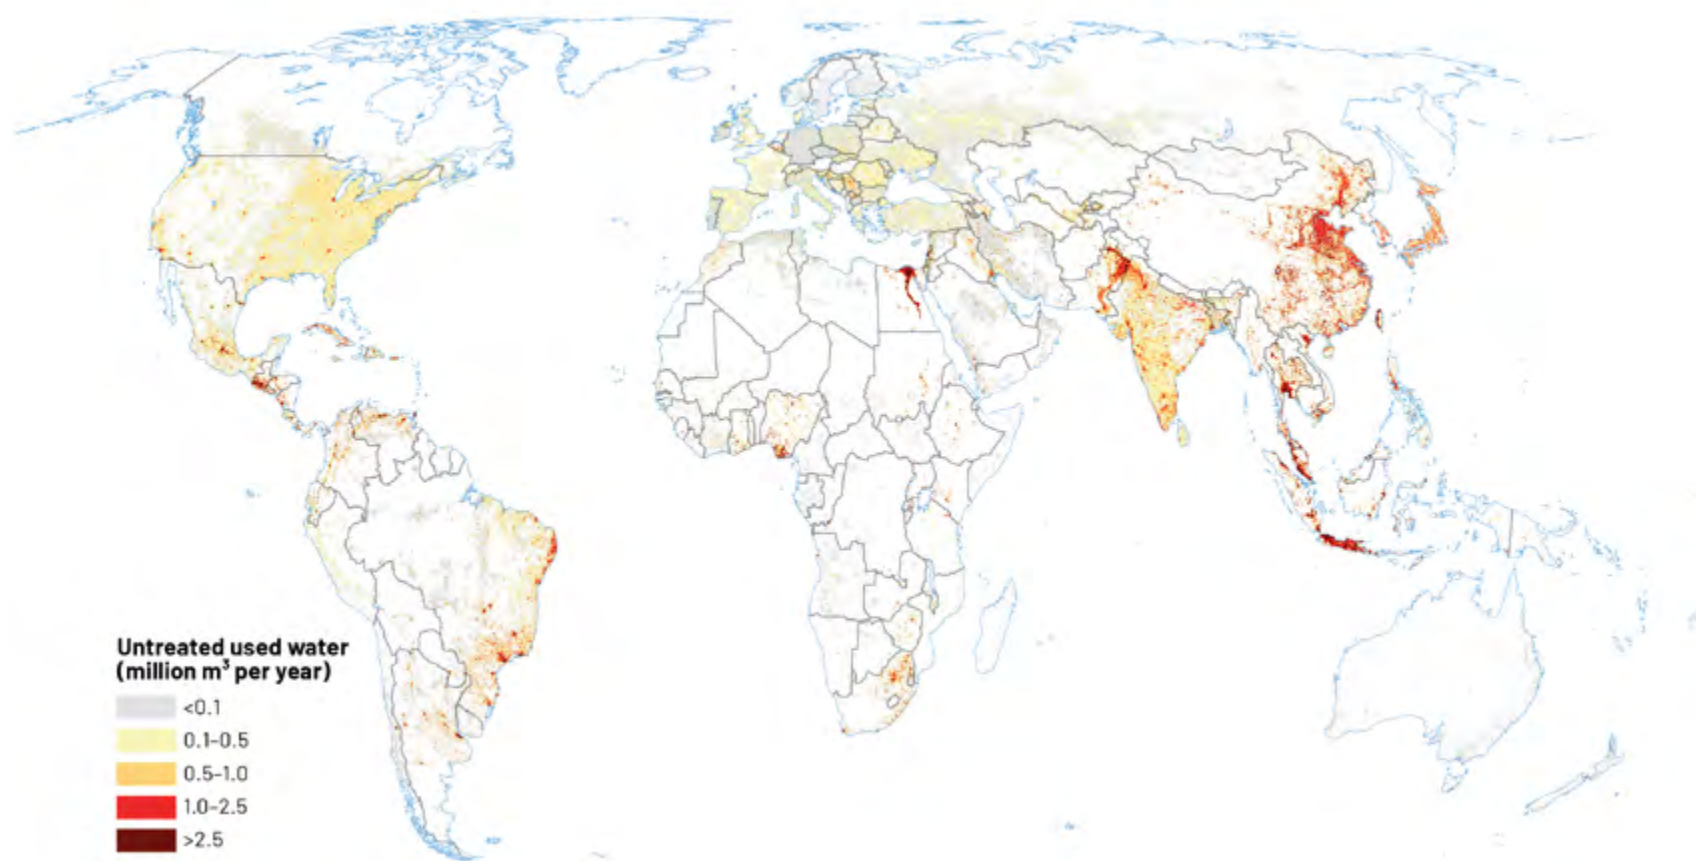 Untreated used water
(million m³ per year)
<0.1
0.1–0.5
0.5–1.0
1.0–2.5
>2.5